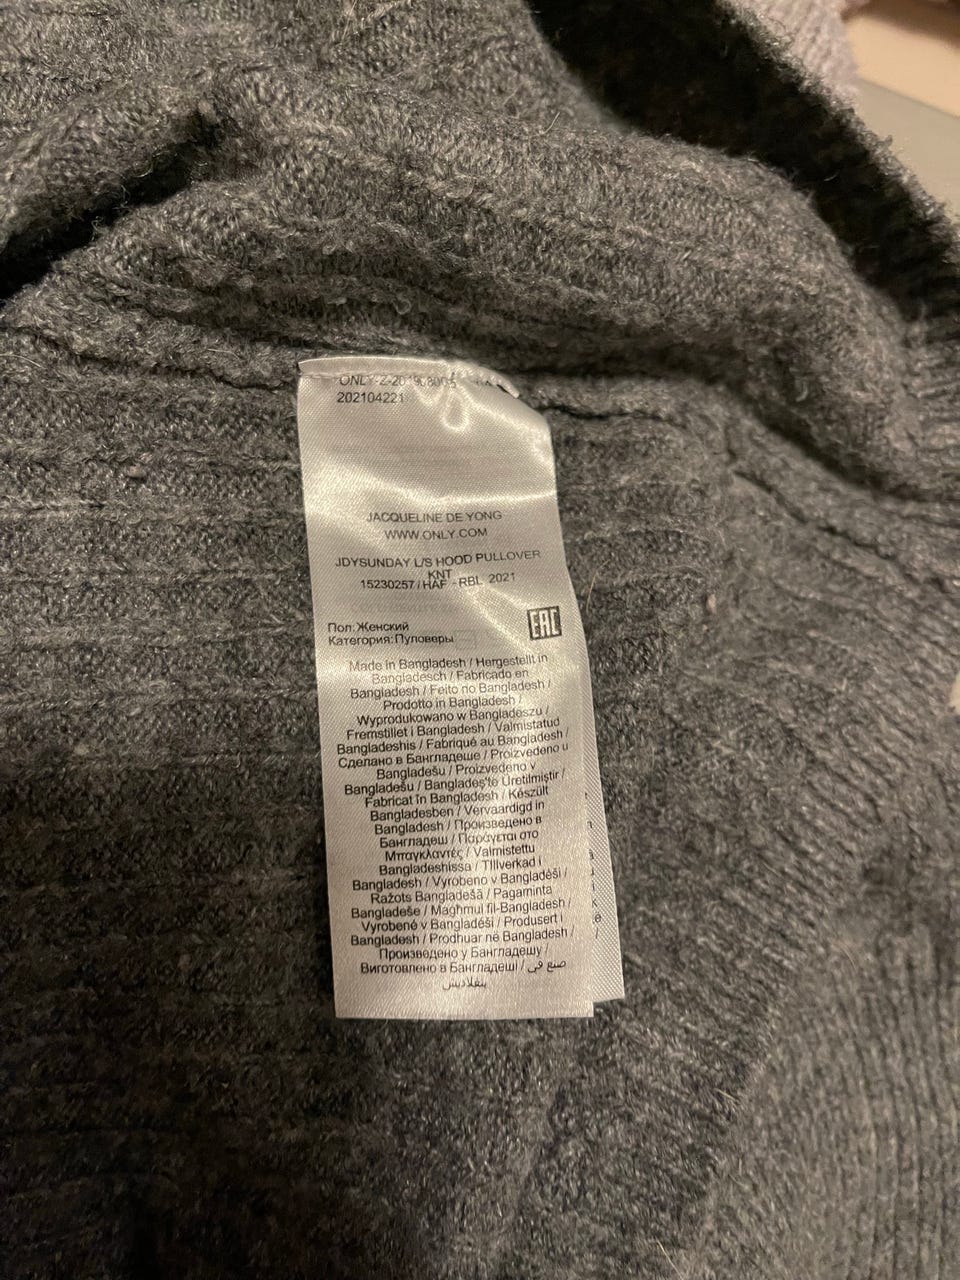 202104221
JACQUELINE DE YONG
WWW.ONLY.COM
JDYSUNDAY L/S HOOD PULLOVER
KNT
15230257 / HAF - RBL 2021
Пол: Женский
Категория: Пуловеры
EAC
Made in Bangladesh / Hergestellt in
Bangladesch / Fabricado en
Bangladesh / Feito no Bangladesh /
Prodotto in Bangladesh /
Wyprodukowano w Bangladeszu /
Fremstillet i Bangladesh / Valmistatud
Bangladeshis / Fabriqué au Bangladesh /
Сделано в Бангладеше / Proizvedeno u
Bangladešu / Proizvedeno v
Bangladešu / Bangladeş'te Üretilmiştir /
Fabricat în Bangladesh / Készült
Bangladesben / Vervaardigd in
Bangladesh / Произведено в
Бангладеш / Παράγεται στο
Μπαγκλαντές / Valmistettu
Bangladeshissa / Tillverkad i
Bangladesh / Vyrobeno v Bangladéši /
Ražots Bangladešā / Pagaminta
Bangladeše / Magħmul fil-Bangladesh /
Vyrobené v Bangladéši / Produsert i
Bangladesh / Prodhuar në Bangladesh /
Произведено у Бангладешу /
Виготовлено в Бангладеші / صنع في
بنغلاديش